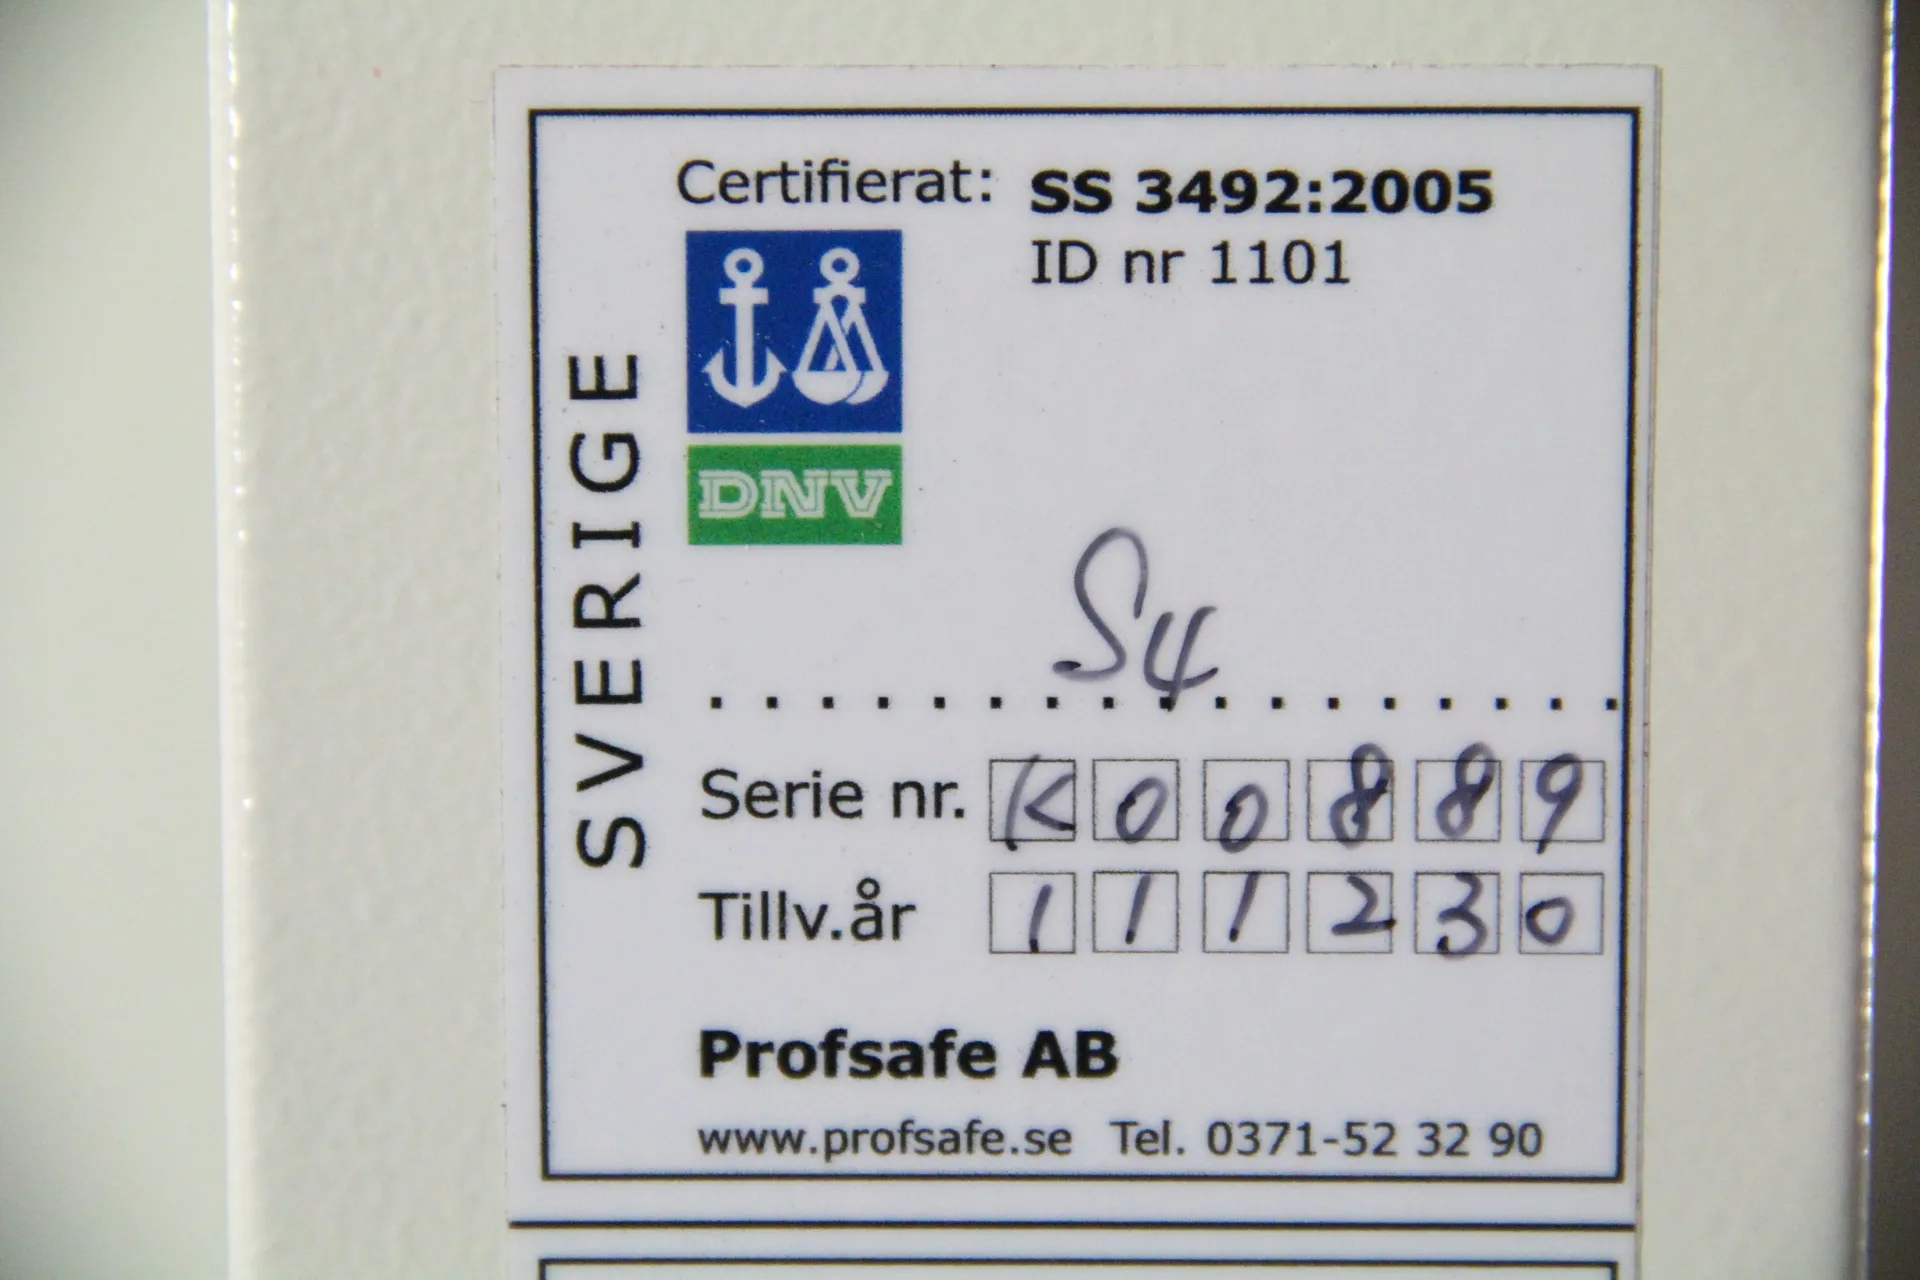 SVERIGE
Certifierat: SS 3492:2005
ID nr 1101
DNV
S4
Serie nr. K00889
Tillv.år 111230
Profsafe AB
www.profsafe.se Tel. 0371-52 32 90